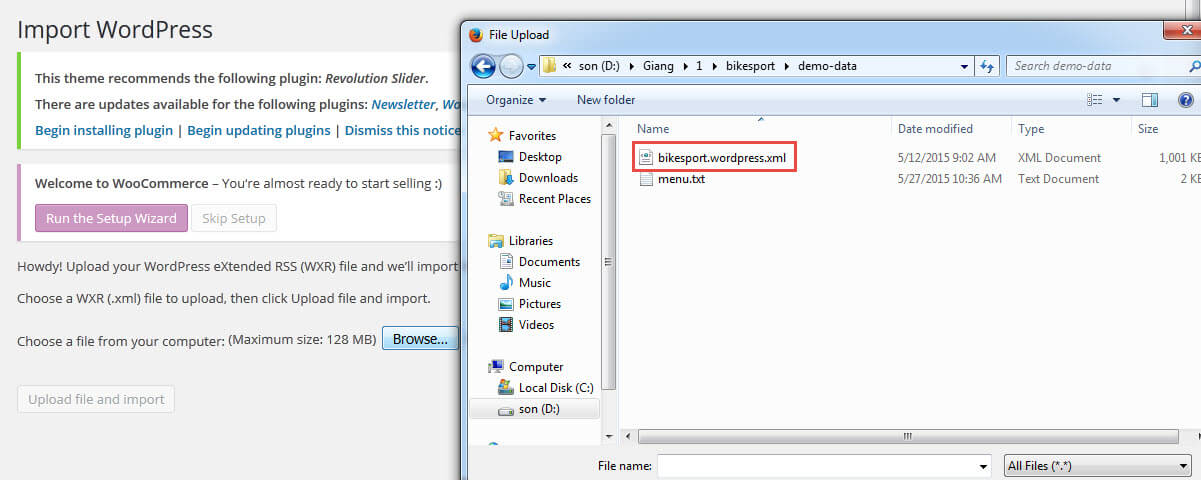 Import WordPress
This theme recommends the following plugin: Revolution Slider.
There are updates available for the following plugins: Newsletter, Wo
Begin installing plugin | Begin updating plugins | Dismiss this notice
Welcome to WooCommerce – You're almost ready to start selling :)
Run the Setup Wizard Skip Setup
Howdy! Upload your WordPress eXtended RSS (WXR) file and we'll import
Choose a WXR (.xml) file to upload, then click Upload file and import.
Choose a file from your computer: (Maximum size: 128 MB) Browse...
Upload file and import
File Upload
« son (D:) Giang 1 bikesport demo-data Search demo-data
Organize New folder
Favorites
Desktop
Downloads
Recent Places
Libraries
Documents
Music
Pictures
Videos
Computer
Local Disk (C:)
son (D:)
Name Date modified Type Size
bikesport.wordpress.xml 5/12/2015 9:02 AM XML Document 1,001 KB
menu.txt 5/27/2015 10:36 AM Text Document 2 KB
File name: All Files (*.*)